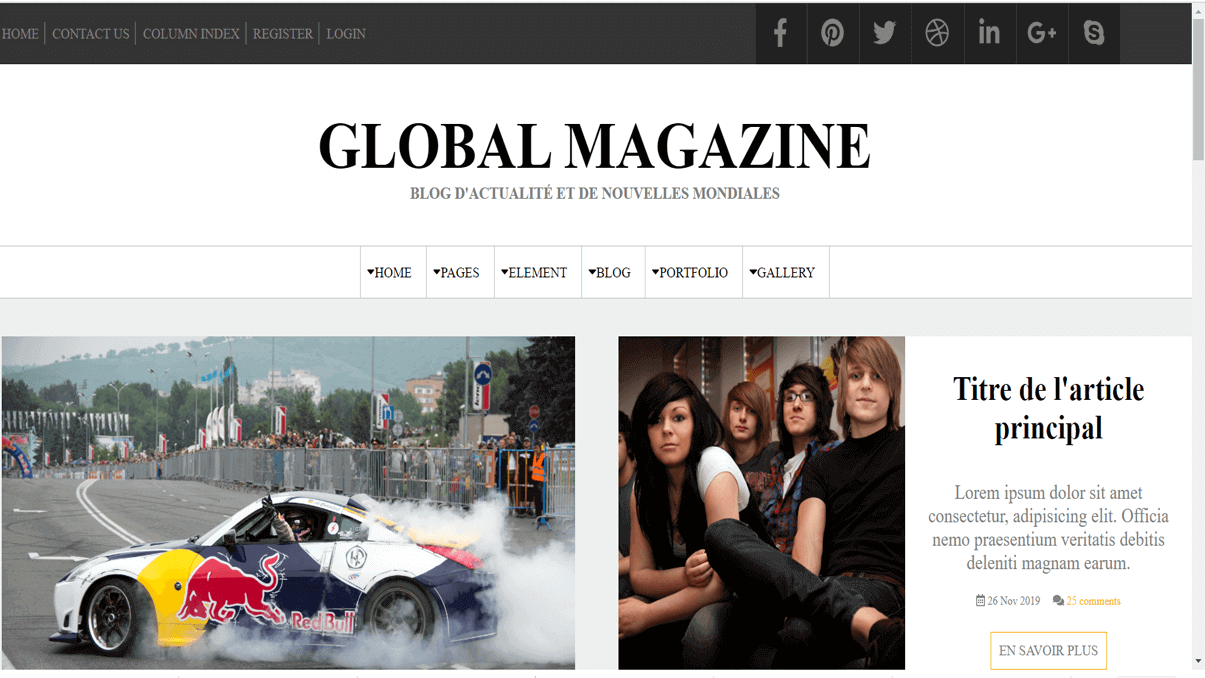 HOME CONTACT US COLUMN INDEX REGISTER LOGIN
GLOBAL MAGAZINE
BLOG D'ACTUALITÉ ET DE NOUVELLES MONDIALES
HOME PAGES ELEMENT BLOG PORTFOLIO GALLERY
Red Bull
Titre de l'article
principal
Lorem ipsum dolor sit amet
consectetur, adipisicing elit. Officia
nemo praesentium veritatis debitis
deleniti magnam earum.
26 Nov 2019 25 comments
EN SAVOIR PLUS